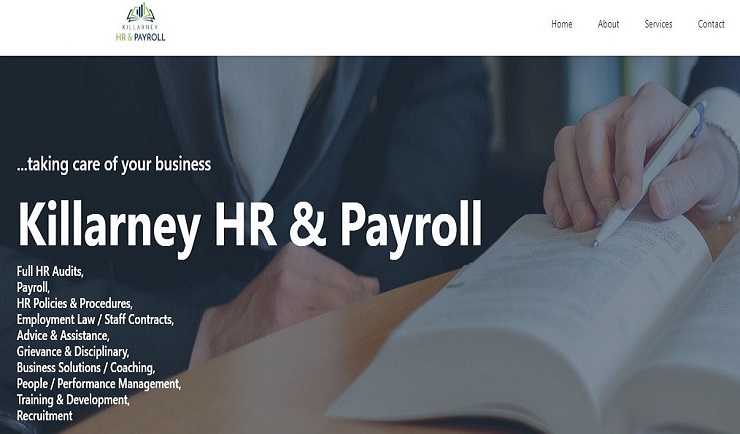 KILLARNEY
HR & PAYROLL
Home About Services Contact
...taking care of your business
Killarney HR & Payroll
Full HR Audits,
Payroll,
HR Policies & Procedures,
Employment Law / Staff Contracts,
Advice & Assistance,
Grievance & Disciplinary,
Business Solutions / Coaching,
People / Performance Management,
Training & Development,
Recruitment